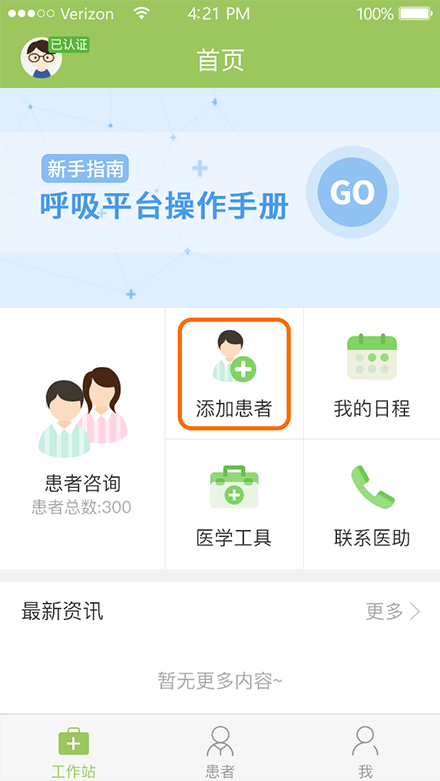 Verizon 4:21 PM 100%
已认证
首页
新手指南
呼吸平台操作手册
GO
添加患者
我的日程
患者咨询
患者总数:300
医学工具
联系医助
最新资讯
更多
暂无更多内容~
工作站
患者
我